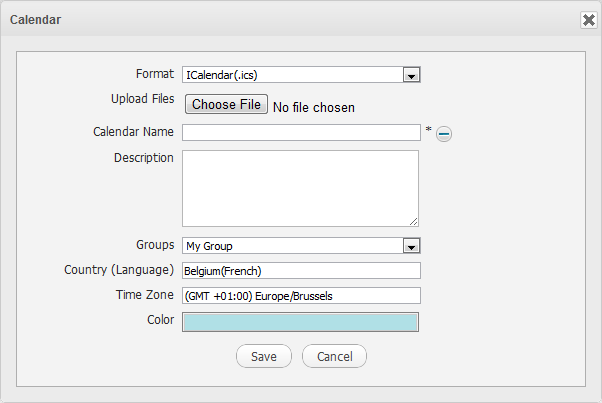 Calendar
Format ICalendar(.ics)
Upload Files Choose File No file chosen
Calendar Name *
Description
Groups My Group
Country (Language) Belgium(French)
Time Zone (GMT +01:00) Europe/Brussels
Color
Save Cancel